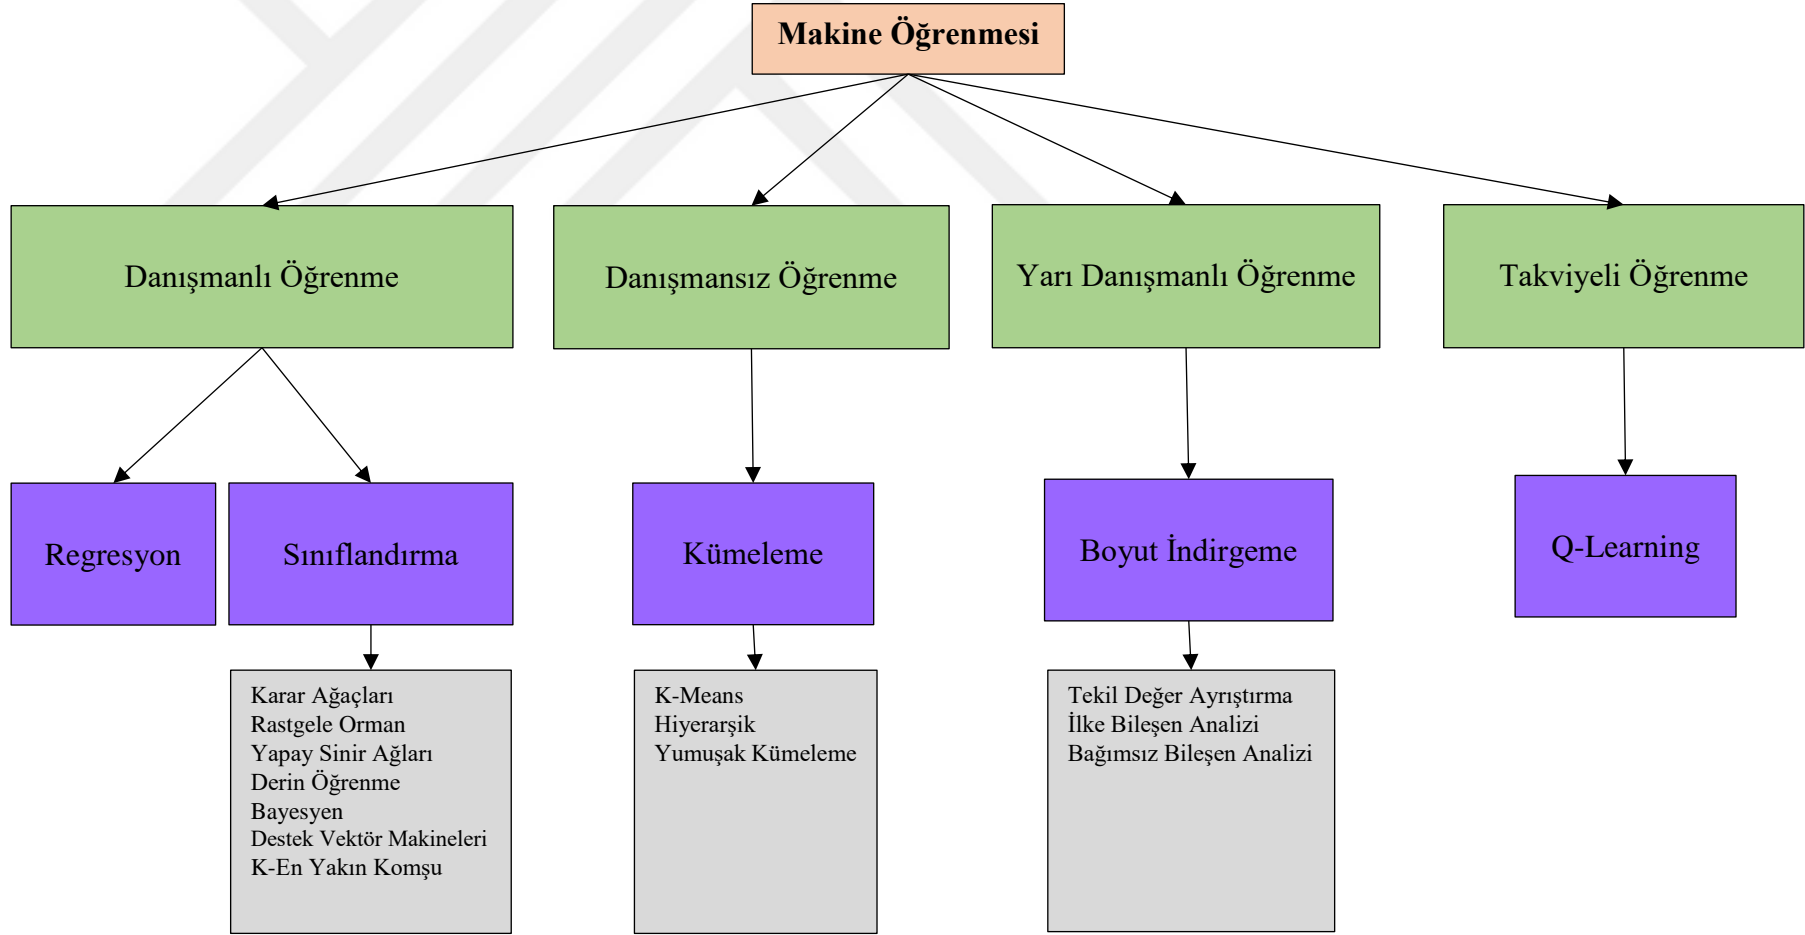 Makine Öğrenmesi
Danışmanlı Öğrenme
Danışmansız Öğrenme
Yarı Danışmanlı Öğrenme
Takviyeli Öğrenme
Regresyon
Sınıflandırma
Kümeleme
Boyut İndirgeme
Q-Learning
Karar Ağaçları
Rastgele Orman
Yapay Sinir Ağları
Derin Öğrenme
Bayesyen
Destek Vektör Makineleri
K-En Yakın Komşu
K-Means
Hiyerarşik
Yumuşak Kümeleme
Tekil Değer Ayrıştırma
İlke Bileşen Analizi
Bağımsız Bileşen Analizi